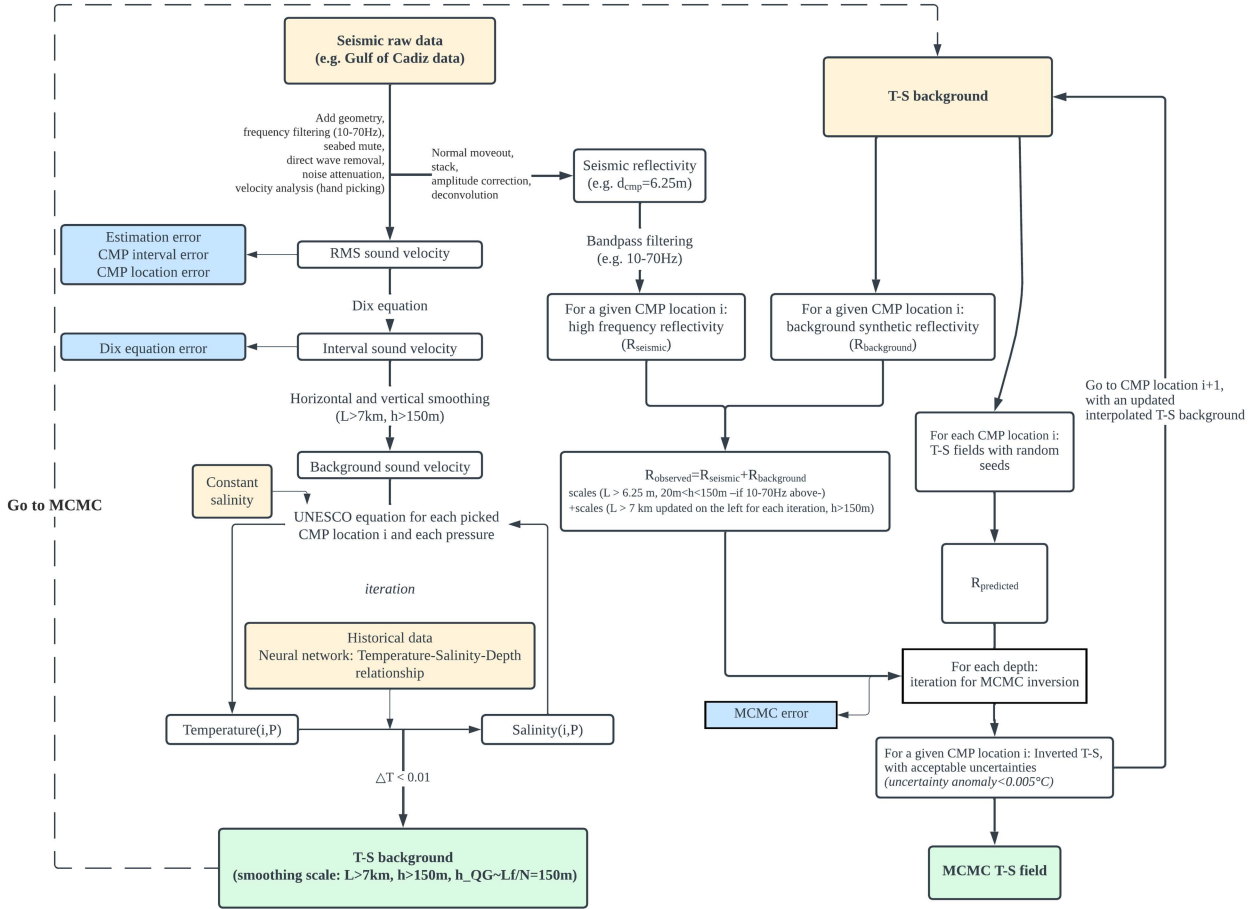 Seismic raw data
(e.g. Gulf of Cadiz data)
Add geometry,
frequency filtering (10-70Hz),
seabed mute,
direct wave removal,
noise attenuation,
velocity analysis (hand picking)
Normal moveout,
stack,
amplitude correction,
deconvolution
Seismic reflectivity
(e.g. dcmp=6.25m)
Bandpass filtering
(e.g. 10-70Hz)
Estimation error
CMP interval error
CMP location error
RMS sound velocity
Dix equation
Dix equation error
Interval sound velocity
Horizontal and vertical smoothing
(L>7km, h>150m)
Background sound velocity
Constant
salinity
Go to MCMC
UNESCO equation for each picked
CMP location i and each pressure
iteration
Historical data
Neural network: Temperature-Salinity-Depth
relationship
Temperature(i,P)
Salinity(i,P)
△T < 0.01
T-S background
(smoothing scale: L>7km, h>150m, h_QG~Lf/N=150m)
T-S background
For a given CMP location i:
high frequency reflectivity
(Rseismic)
For a given CMP location i:
background synthetic reflectivity
(Rbackground)
Robserved=Rseismic+Rbackground
scales (L > 6.25 m, 20m<h<150m –if 10-70Hz above-)
+scales (L > 7 km updated on the left for each iteration, h>150m)
For each CMP location i:
T-S fields with random
seeds
Go to CMP location i+1,
with an updated
interpolated T-S background
Rpredicted
For each depth:
iteration for MCMC inversion
MCMC error
For a given CMP location i: Inverted T-S,
with acceptable uncertainties
(uncertainty anomaly<0.005°C)
MCMC T-S field